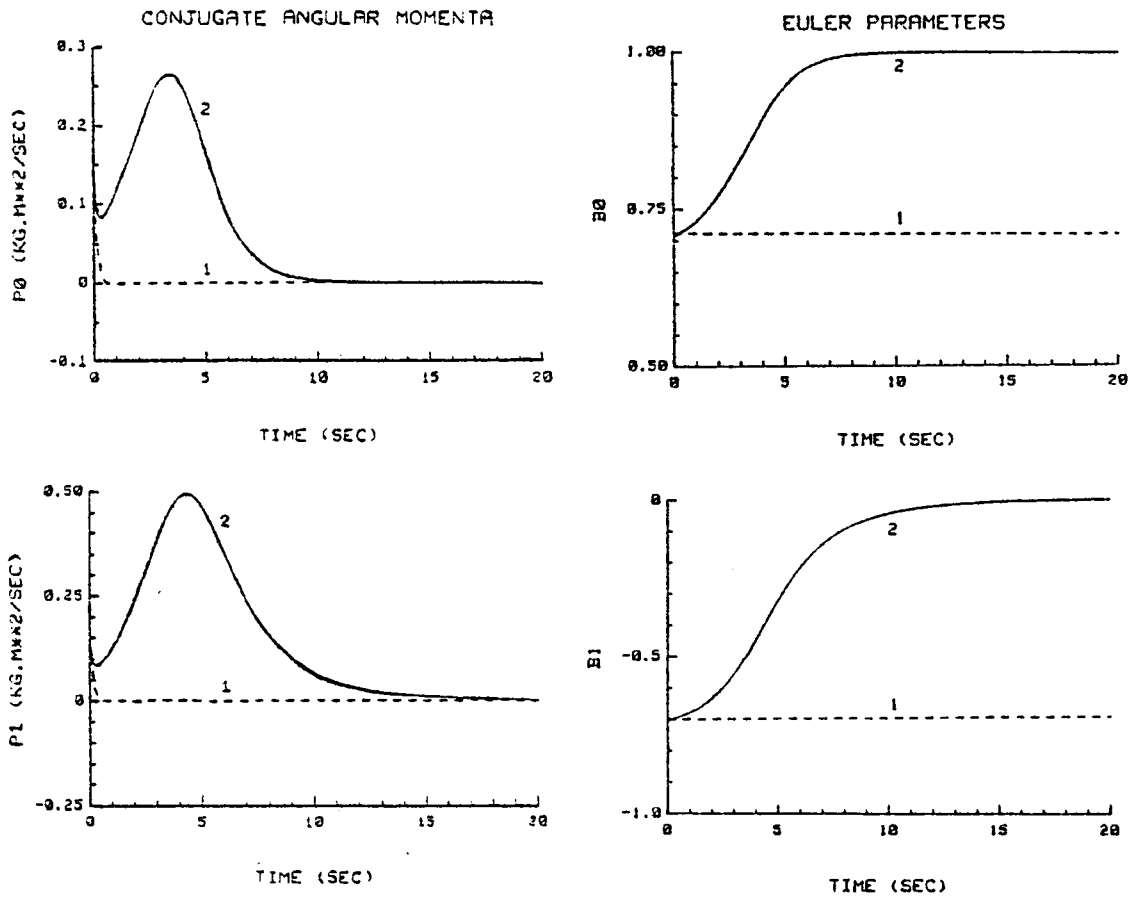 CONJUGATE ANGULAR MOMENTA
0.3
0.2
0.1
0
-0.1
P0 (KG.M**2/SEC)
2
1
0 5 10 15 20
TIME (SEC)
EULER PARAMETERS
1.00
0.75
0.50
B0
2
1
0 5 10 15 20
TIME (SEC)
0.50
0.25
0
-0.25
P1 (KG.M**2/SEC)
2
1
0 5 10 15 20
TIME (SEC)
0
-0.5
-1.0
B1
2
1
0 5 10 15 20
TIME (SEC)